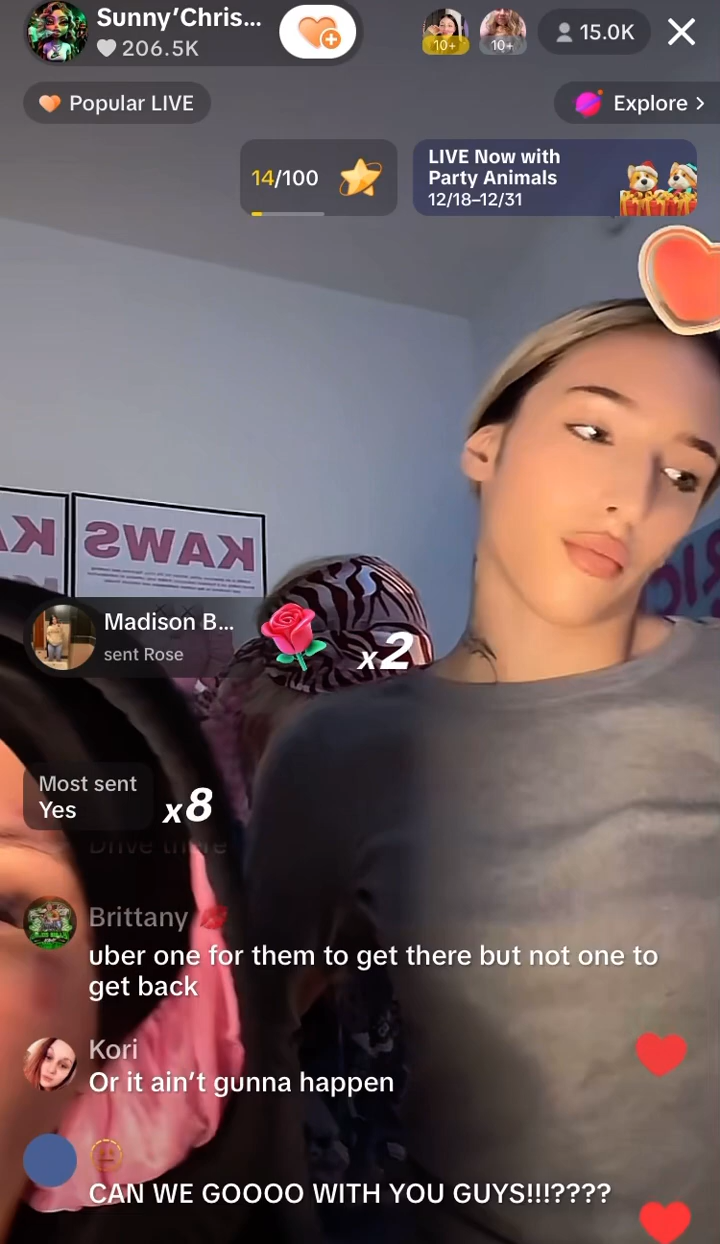 Sunny’Chris...
206.5K
10+
10+
15.0K
Popular LIVE
Explore
14/100
LIVE Now with
Party Animals
12/18–12/31
KAWS
KA
Madison B...
sent Rose
x2
Most sent
Yes
x8
Drive there
Brittany
uber one for them to get there but not one to
get back
Kori
Or it ain’t gunna happen
CAN WE GOOOO WITH YOU GUYS!!!????